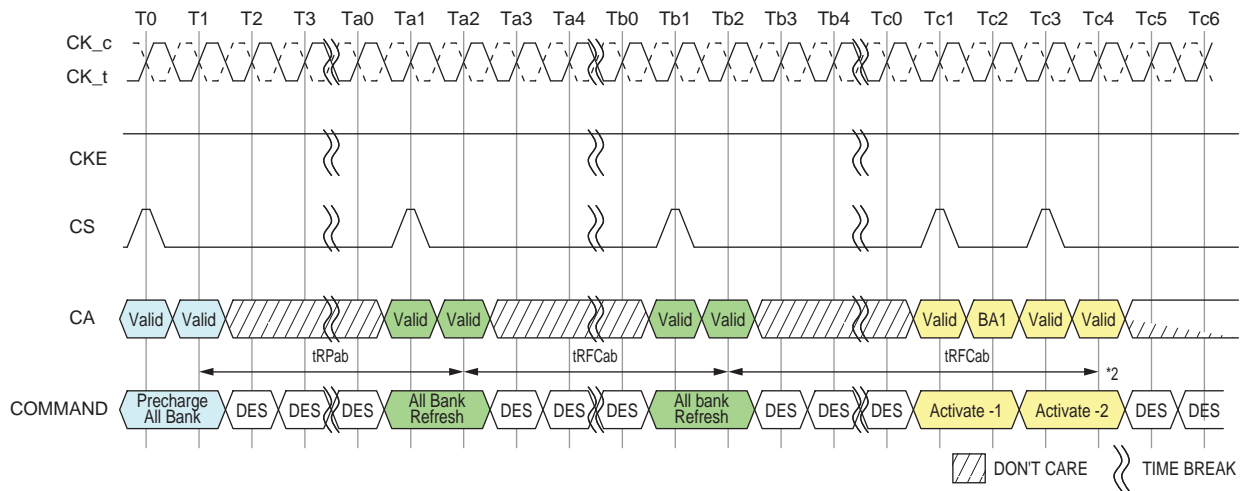 T0 T1 T2 T3 Ta0 Ta1 Ta2 Ta3 Ta4 Tb0 Tb1 Tb2 Tb3 Tb4 Tc0 Tc1 Tc2 Tc3 Tc4 Tc5 Tc6
CK_c
CK_t
CKE
CS
CA Valid Valid Valid Valid Valid Valid Valid BA1 Valid Valid
tRPab tRFCab tRFCab *2
COMMAND Precharge All Bank DES DES DES All Bank Refresh DES DES DES All bank Refresh DES DES DES Activate -1 Activate -2 DES DES
DON'T CARE TIME BREAK